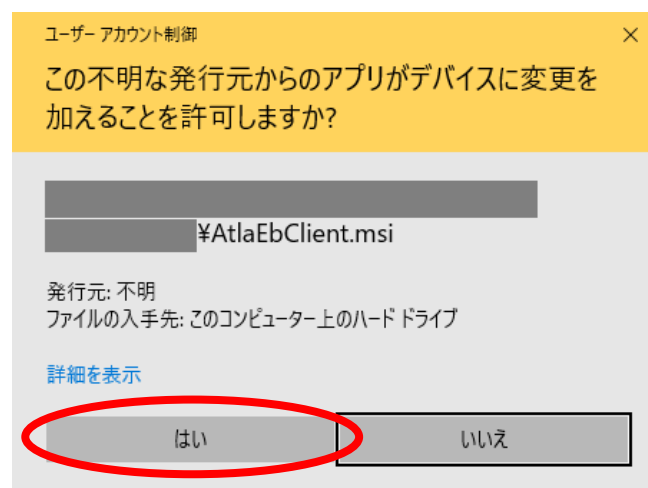 ユーザー アカウント制御
この不明な発行元からのアプリがデバイスに変更を
加えることを許可しますか?
¥AtlaEbClient.msi
発行元: 不明
ファイルの入手先: このコンピューター上のハード ドライブ
詳細を表示
はい
いいえ